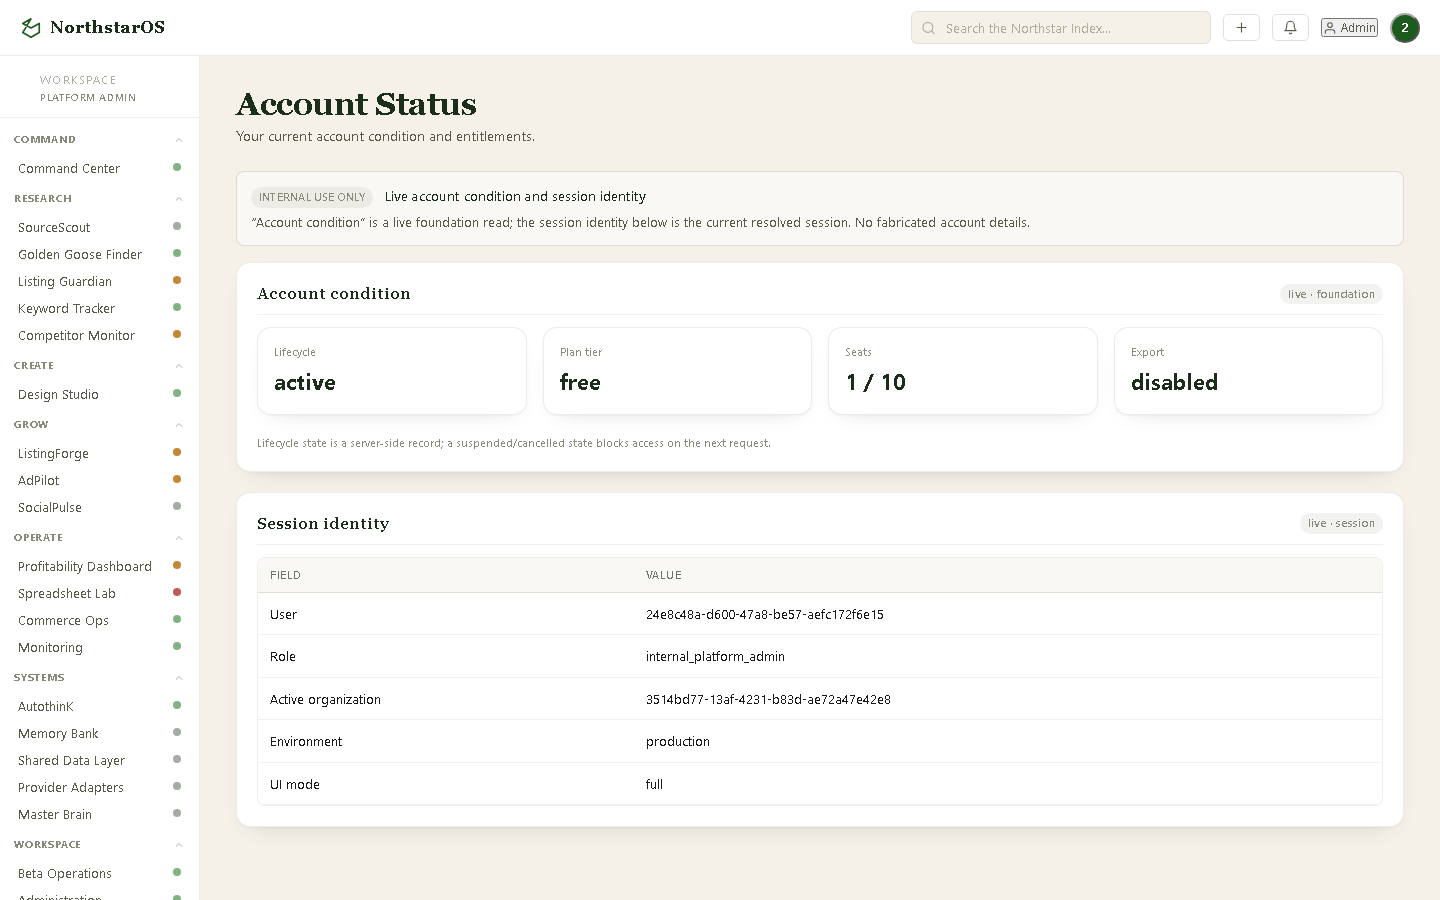 NorthstarOS
Search the Northstar Index...
Admin
2
WORKSPACE
PLATFORM ADMIN
COMMAND
Command Center
RESEARCH
SourceScout
Golden Goose Finder
Listing Guardian
Keyword Tracker
Competitor Monitor
CREATE
Design Studio
GROW
ListingForge
AdPilot
SocialPulse
OPERATE
Profitability Dashboard
Spreadsheet Lab
Commerce Ops
Monitoring
SYSTEMS
AutothinK
Memory Bank
Shared Data Layer
Provider Adapters
Master Brain
WORKSPACE
Beta Operations
Administration
Account Status
Your current account condition and entitlements.
INTERNAL USE ONLY Live account condition and session identity
"Account condition" is a live foundation read; the session identity below is the current resolved session. No fabricated account details.
Account condition
live · foundation
Lifecycle
active
Plan tier
free
Seats
1 / 10
Export
disabled
Lifecycle state is a server-side record; a suspended/cancelled state blocks access on the next request.
Session identity
live · session
FIELD VALUE
User 24e8c48a-d600-47a8-be57-aefc172f6e15
Role internal_platform_admin
Active organization 3514bd77-13af-4231-b83d-ae72a47e42e8
Environment production
UI mode full